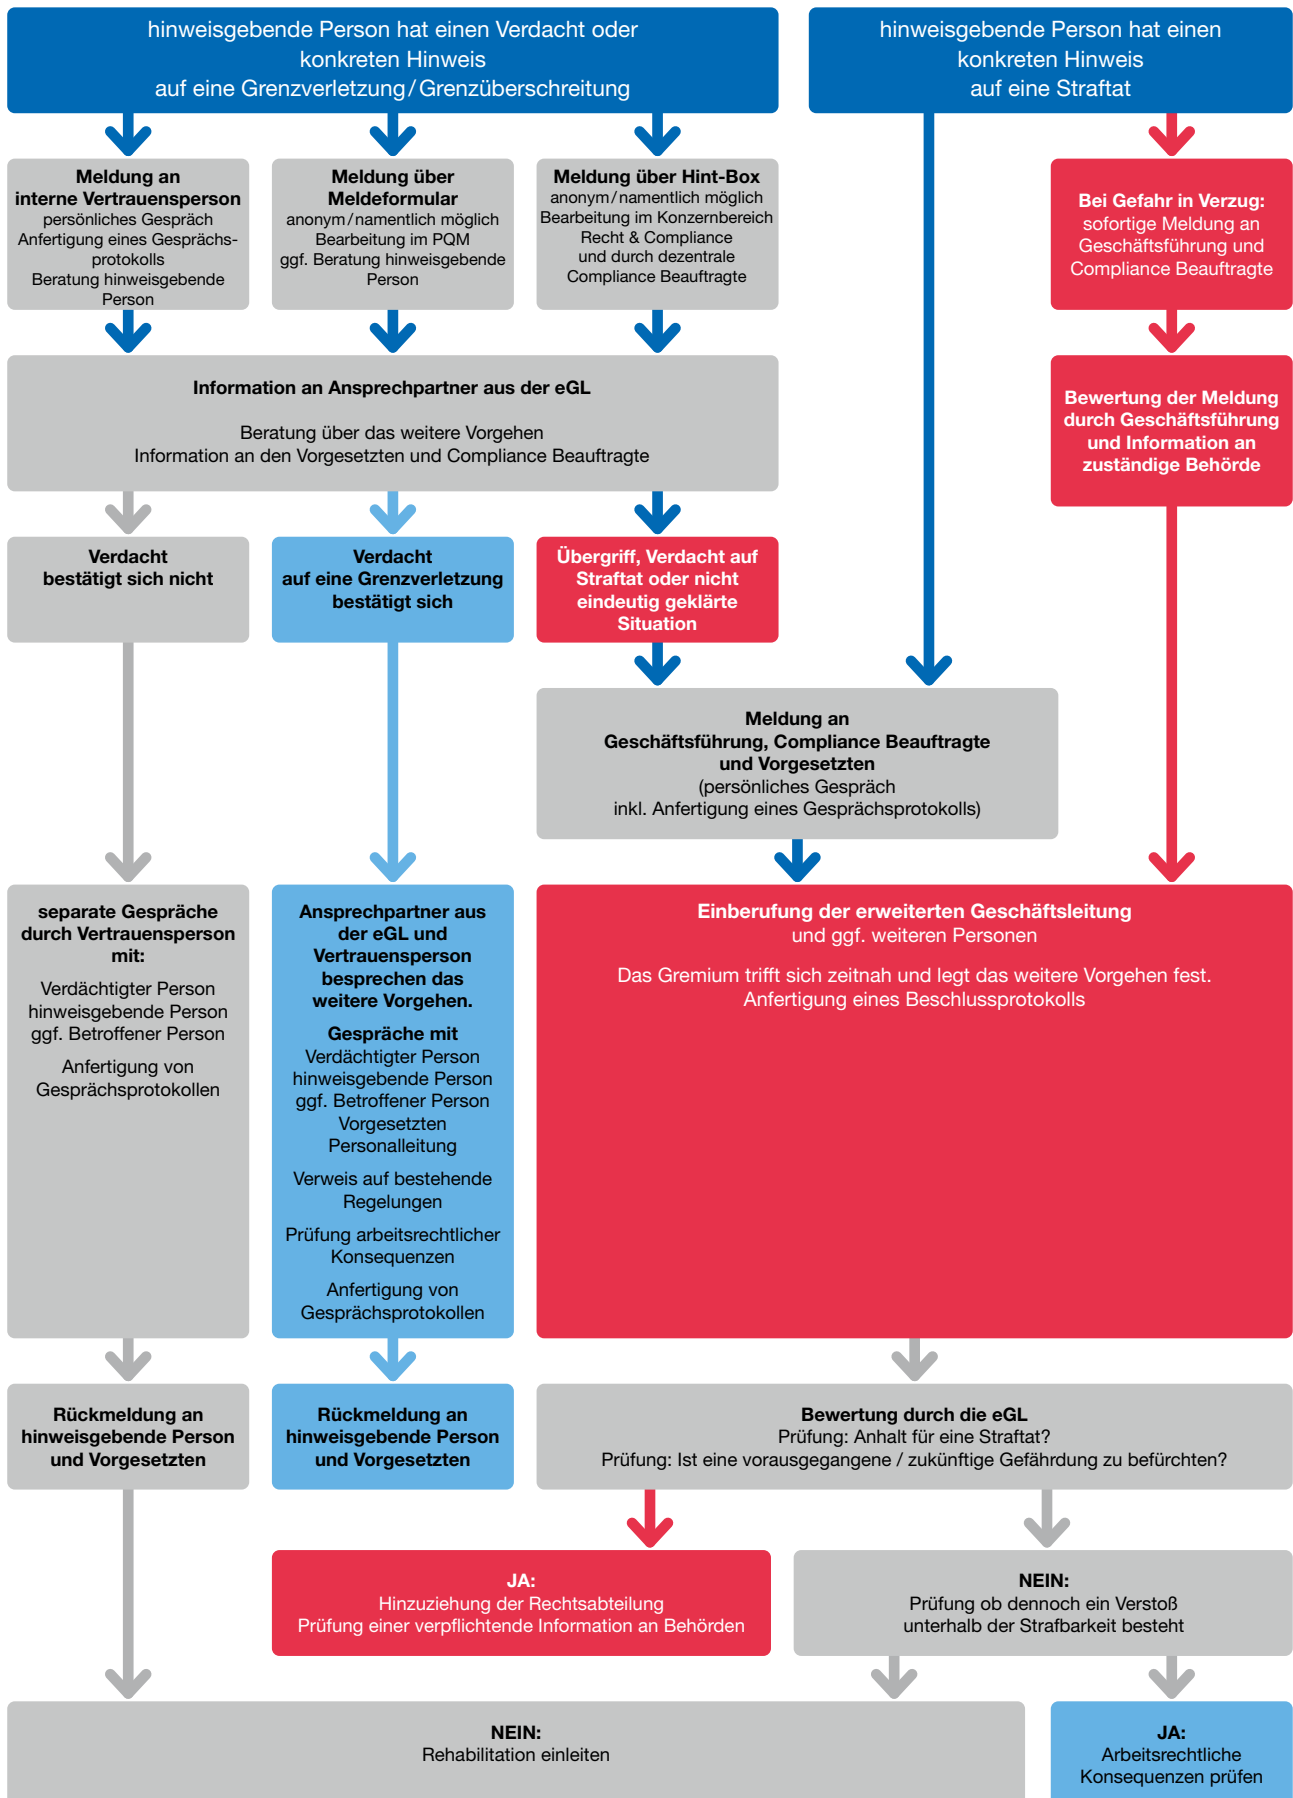 hinweisgebende Person hat einen Verdacht oder
konkreten Hinweis
auf eine Grenzverletzung/Grenzüberschreitung
hinweisgebende Person hat einen
konkreten Hinweis
auf eine Straftat
Meldung an
interne Vertrauensperson
persönliches Gespräch
Anfertigung eines Gesprächs-
protokolls
Beratung hinweisgebende
Person
Meldung über
Meldeformular
anonym/namentlich möglich
Bearbeitung im PQM
ggf. Beratung hinweisgebende
Person
Meldung über Hint-Box
anonym/namentlich möglich
Bearbeitung im Konzernbereich
Recht & Compliance
und durch dezentrale
Compliance Beauftragte
Bei Gefahr in Verzug:
sofortige Meldung an
Geschäftsführung und
Compliance Beauftragte
Information an Ansprechpartner aus der eGL
Beratung über das weitere Vorgehen
Information an den Vorgesetzten und Compliance Beauftragte
Bewertung der Meldung
durch Geschäftsführung
und Information an
zuständige Behörde
Verdacht
bestätigt sich nicht
Verdacht
auf eine Grenzverletzung
bestätigt sich
Übergriff, Verdacht auf
Straftat oder nicht
eindeutig geklärte
Situation
Meldung an
Geschäftsführung, Compliance Beauftragte
und Vorgesetzten
(persönliches Gespräch
inkl. Anfertigung eines Gesprächsprotokolls)
separate Gespräche
durch Vertrauensperson
mit:
Verdächtigter Person
hinweisgebende Person
ggf. Betroffener Person
Anfertigung von
Gesprächsprotokollen
Ansprechpartner aus
der eGL und
Vertrauensperson
besprechen das
weitere Vorgehen.
Gespräche mit
Verdächtigter Person
hinweisgebende Person
ggf. Betroffener Person
Vorgesetzten
Personalleitung
Verweis auf bestehende
Regelungen
Prüfung arbeitsrechtlicher
Konsequenzen
Anfertigung von
Gesprächsprotokollen
Einberufung der erweiterten Geschäftsleitung
und ggf. weiteren Personen
Das Gremium trifft sich zeitnah und legt das weitere Vorgehen fest.
Anfertigung eines Beschlussprotokolls
Rückmeldung an
hinweisgebende Person
und Vorgesetzten
Rückmeldung an
hinweisgebende Person
und Vorgesetzten
Bewertung durch die eGL
Prüfung: Anhalt für eine Straftat?
Prüfung: Ist eine vorausgegangene / zukünftige Gefährdung zu befürchten?
JA:
Hinzuziehung der Rechtsabteilung
Prüfung einer verpflichtende Information an Behörden
NEIN:
Prüfung ob dennoch ein Verstoß
unterhalb der Strafbarkeit besteht
NEIN:
Rehabilitation einleiten
JA:
Arbeitsrechtliche
Konsequenzen prüfen